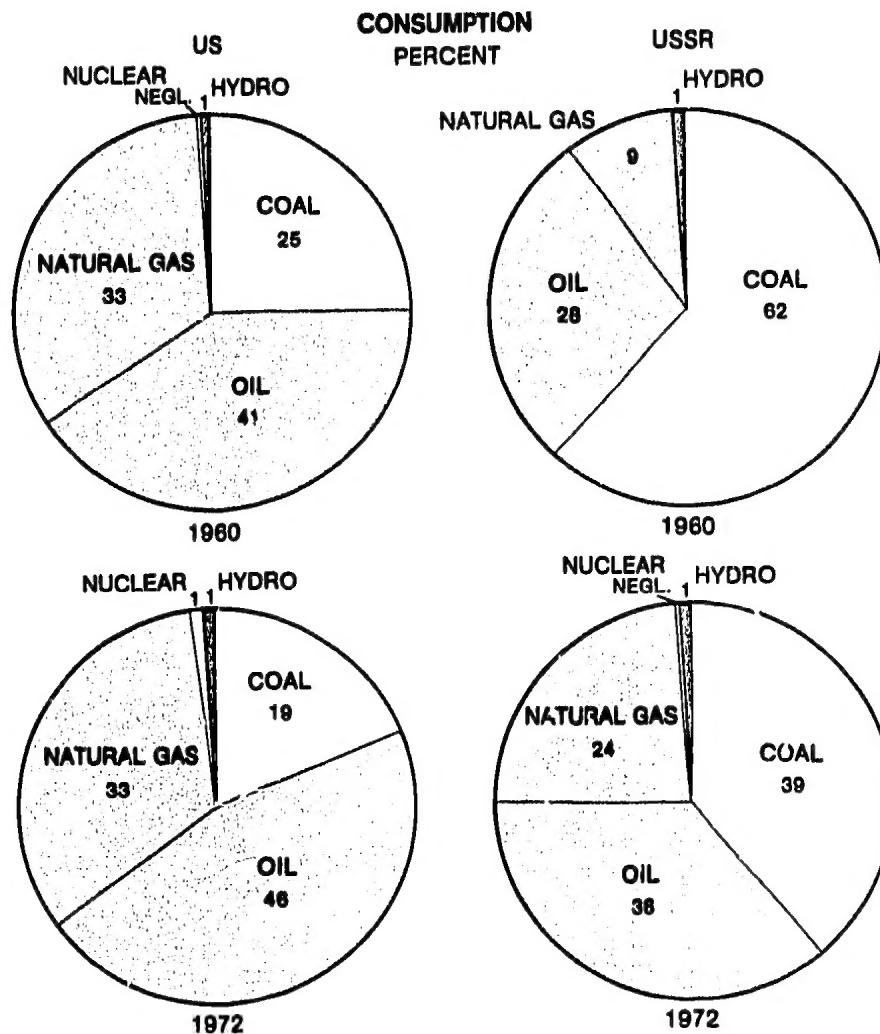 CONSUMPTION
PERCENT
US
NUCLEAR
NEGL.
1
HYDRO
COAL
25
NATURAL GAS
33
OIL
41
1960
USSR
1
HYDRO
NATURAL GAS
9
OIL
28
COAL
62
1960
NUCLEAR
1
1
HYDRO
COAL
19
NATURAL GAS
33
OIL
46
1972
NUCLEAR
NEGL.
1
HYDRO
NATURAL GAS
24
COAL
39
OIL
36
1972